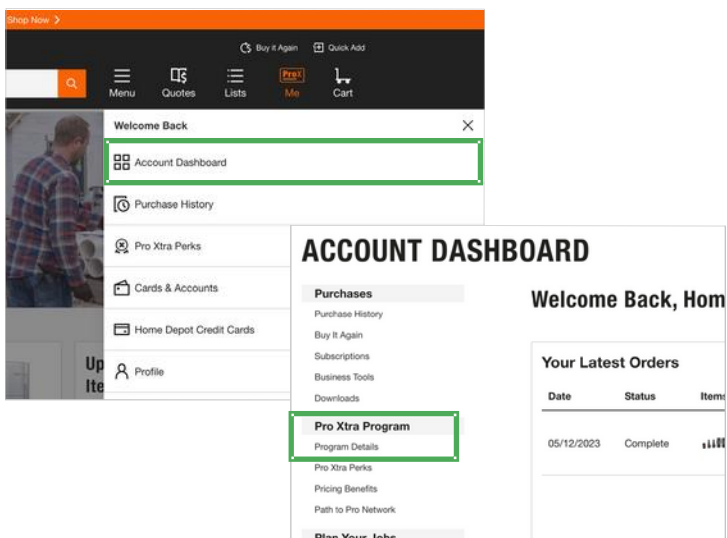 Shop Now
Buy it Again Quick Add
Menu Quotes Lists ProX Me Cart
Welcome Back
Account Dashboard
Purchase History
Pro Xtra Perks
Cards & Accounts
Home Depot Credit Cards
Profile
Up
Ite
ACCOUNT DASHBOARD
Purchases
Purchase History
Buy It Again
Subscriptions
Business Tools
Downloads
Pro Xtra Program
Program Details
Pro Xtra Perks
Pricing Benefits
Path to Pro Network
Plan Your Jobs
Welcome Back, Hom
Your Latest Orders
Date Status Items
05/12/2023 Complete